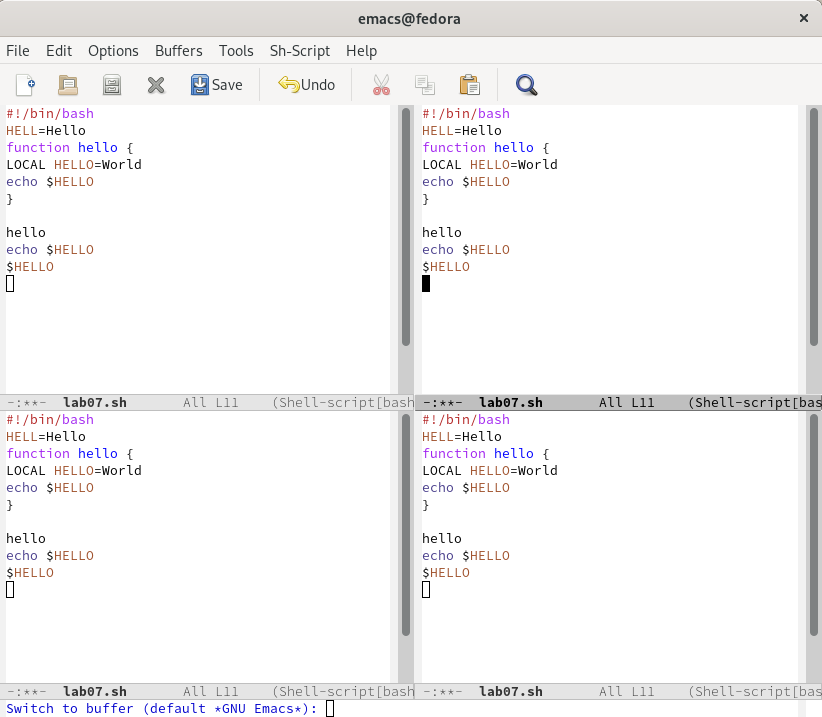 emacs@fedora
File Edit Options Buffers Tools Sh-Script Help
Save Undo
#!/bin/bash
HELL=Hello
function hello {
LOCAL HELLO=World
echo $HELLO
}
hello
echo $HELLO
$HELLO
-:**- lab07.sh All L11 (Shell-script[bash
#!/bin/bash
HELL=Hello
function hello {
LOCAL HELLO=World
echo $HELLO
}
hello
echo $HELLO
$HELLO
-:**- lab07.sh All L11 (Shell-script[bas
#!/bin/bash
HELL=Hello
function hello {
LOCAL HELLO=World
echo $HELLO
}
hello
echo $HELLO
$HELLO
-:**- lab07.sh All L11 (Shell-script[bash
#!/bin/bash
HELL=Hello
function hello {
LOCAL HELLO=World
echo $HELLO
}
hello
echo $HELLO
$HELLO
-:**- lab07.sh All L11 (Shell-script[bas
Switch to buffer (default *GNU Emacs*):